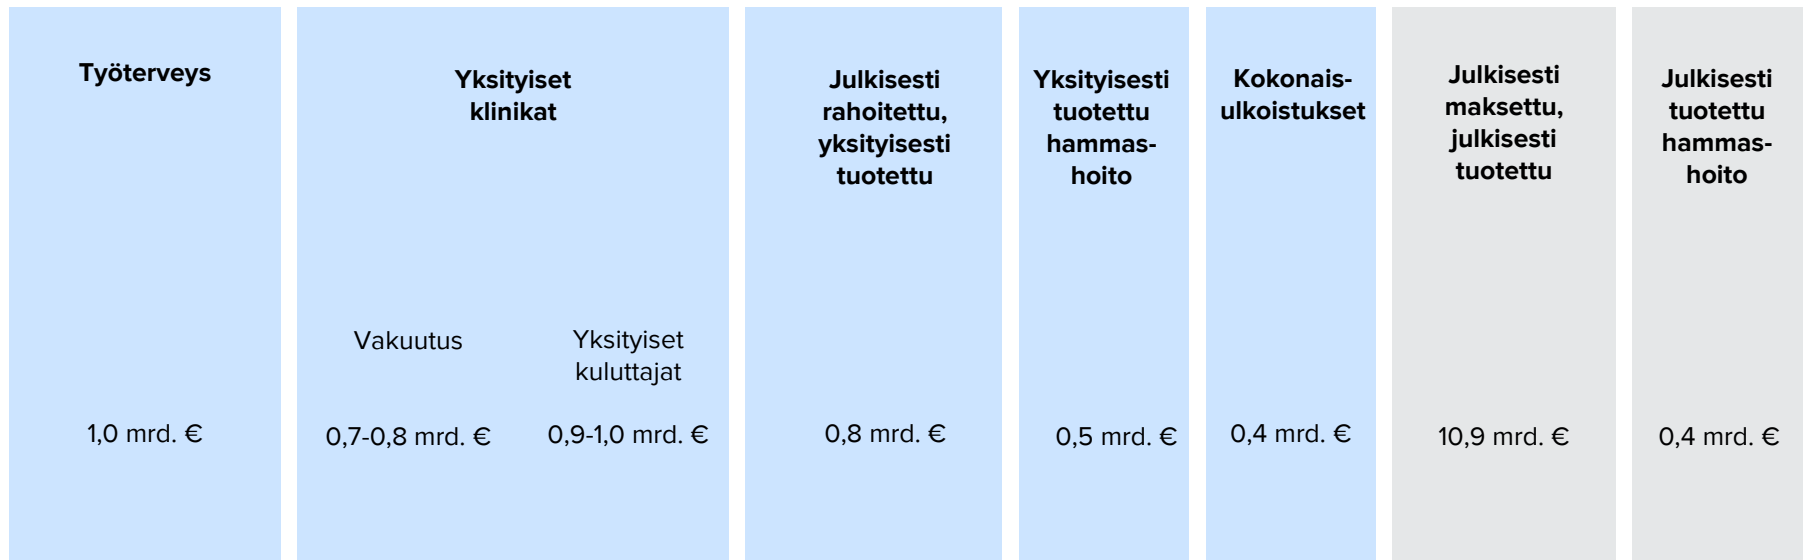 Työterveys
Yksityiset
klinikat
Vakuutus
Yksityiset
kuluttajat
1,0 mrd. €
0,7-0,8 mrd. €
0,9-1,0 mrd. €
Julkisesti
rahoitettu,
yksityisesti
tuotettu
0,8 mrd. €
Yksityisesti
tuotettu
hammas-
hoito
0,5 mrd. €
Kokonais-
ulkoistukset
0,4 mrd. €
Julkisesti
maksettu,
julkisesti
tuotettu
10,9 mrd. €
Julkisesti
tuotettu
hammas-
hoito
0,4 mrd. €